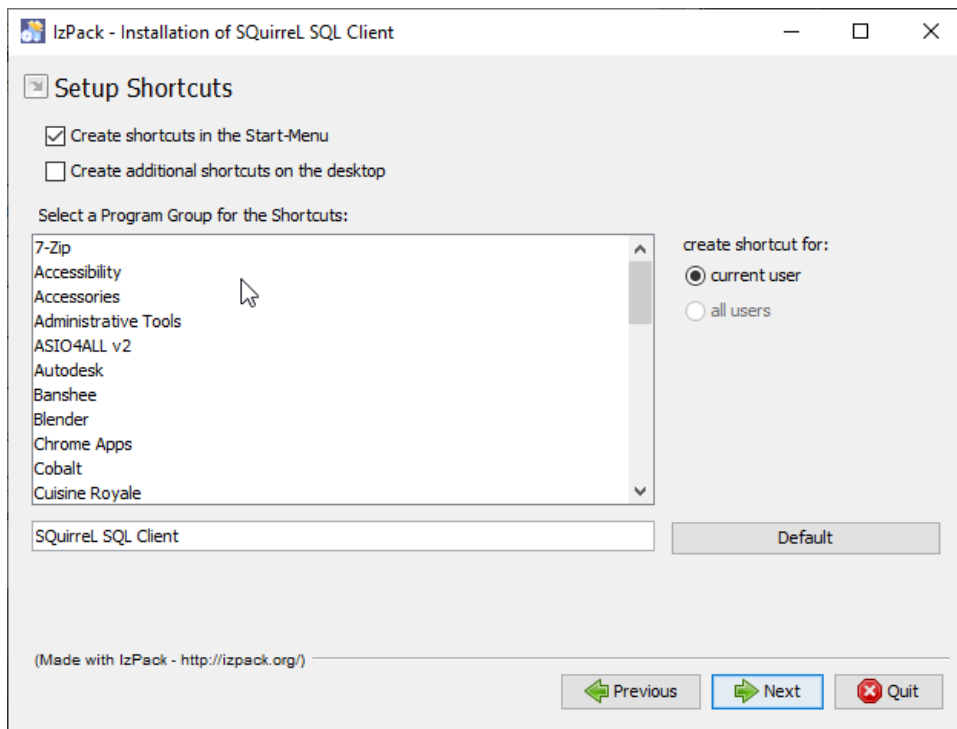 IzPack - Installation of SQuirreL SQL Client
Setup Shortcuts
Create shortcuts in the Start-Menu
Create additional shortcuts on the desktop
Select a Program Group for the Shortcuts:
7-Zip
Accessibility
Accessories
Administrative Tools
ASIO4ALL v2
Autodesk
Banshee
Blender
Chrome Apps
Cobalt
Cuisine Royale
create shortcut for:
current user
all users
SQuirreL SQL Client
Default
(Made with IzPack - http://izpack.org/)
Previous
Next
Quit